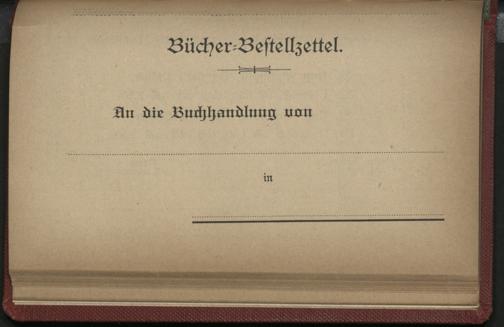 Bücher-Bestellzettel.
An die Buchhandlung von
in